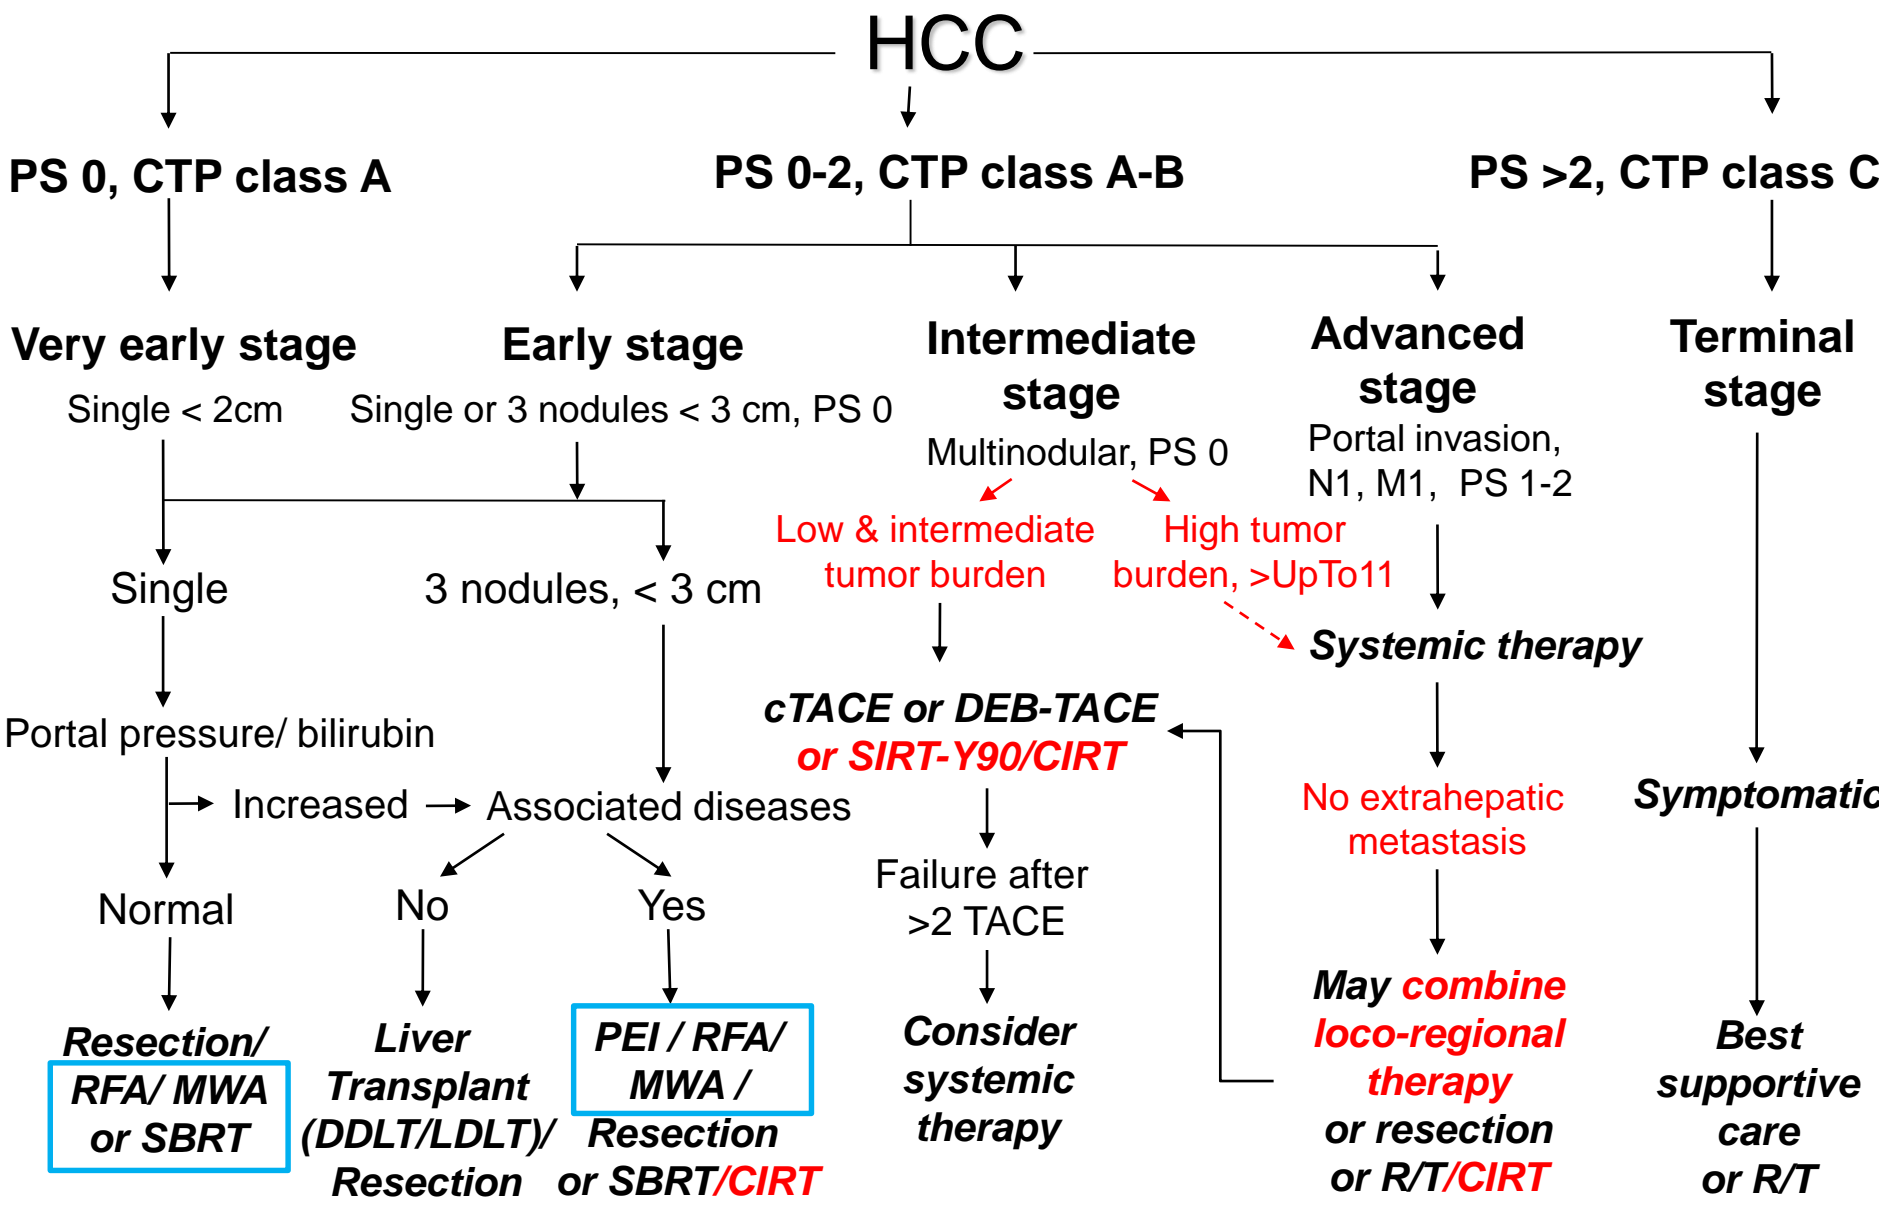 HCC
PS 0, CTP class A
PS 0-2, CTP class A-B
PS >2, CTP class C
Very early stage
Single < 2cm
Early stage
Single or 3 nodules < 3 cm, PS 0
Intermediate
stage
Multinodular, PS 0
Advanced
stage
Portal invasion,
N1, M1, PS 1-2
Terminal
stage
Low & intermediate
tumor burden
High tumor
burden, >UpTo11
Single
3 nodules, < 3 cm
Systemic therapy
Portal pressure/ bilirubin
cTACE or DEB-TACE
or SIRT-Y90/CIRT
Increased
Associated diseases
No extrahepatic
metastasis
Symptomatic
Normal
No
Yes
Failure after
>2 TACE
Resection/
RFA/ MWA
or SBRT
Liver
Transplant
(DDLT/LDLT)/
Resection
PEI / RFA/
MWA /
Resection
or SBRT/CIRT
Consider
systemic
therapy
May combine
loco-regional
therapy
or resection
or R/T/CIRT
Best
supportive
care
or R/T